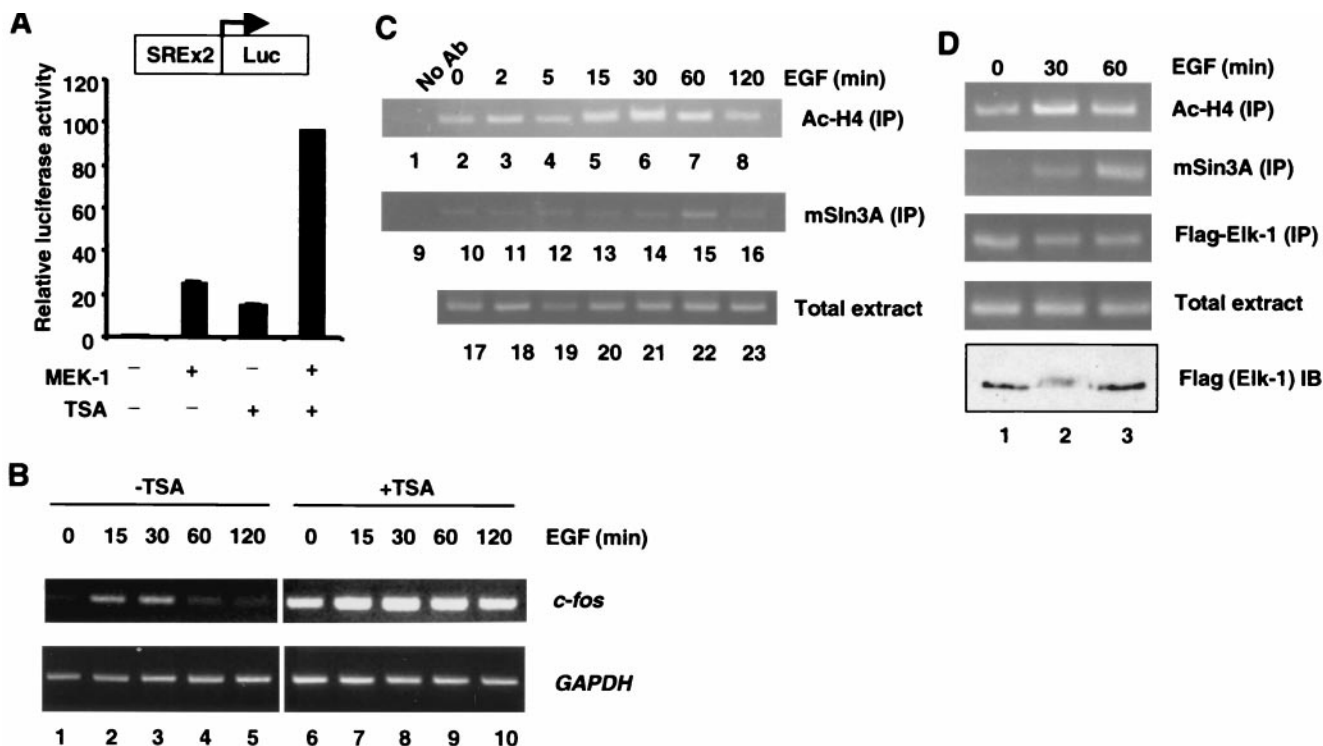 A
SREx2 Luc
Relative luciferase activity
120
100
80
60
40
20
0
MEK-1 – + – +
TSA – – + +
B
-TSA +TSA
0 15 30 60 120 0 15 30 60 120 EGF (min)
c-fos
GAPDH
1 2 3 4 5 6 7 8 9 10
C
No Ab 0 2 5 15 30 60 120 EGF (min)
Ac-H4 (IP)
1 2 3 4 5 6 7 8
mSin3A (IP)
9 10 11 12 13 14 15 16
Total extract
17 18 19 20 21 22 23
D
0 30 60 EGF (min)
Ac-H4 (IP)
mSin3A (IP)
Flag-Elk-1 (IP)
Total extract
Flag (Elk-1) IB
1 2 3